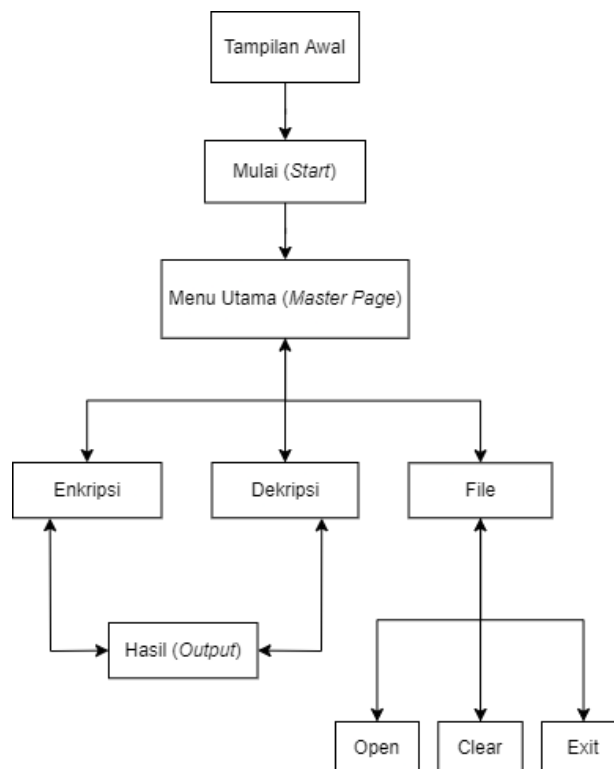 Tampilan Awal
Mulai (Start)
Menu Utama (Master Page)
Enkripsi
Dekripsi
File
Hasil (Output)
Open
Clear
Exit